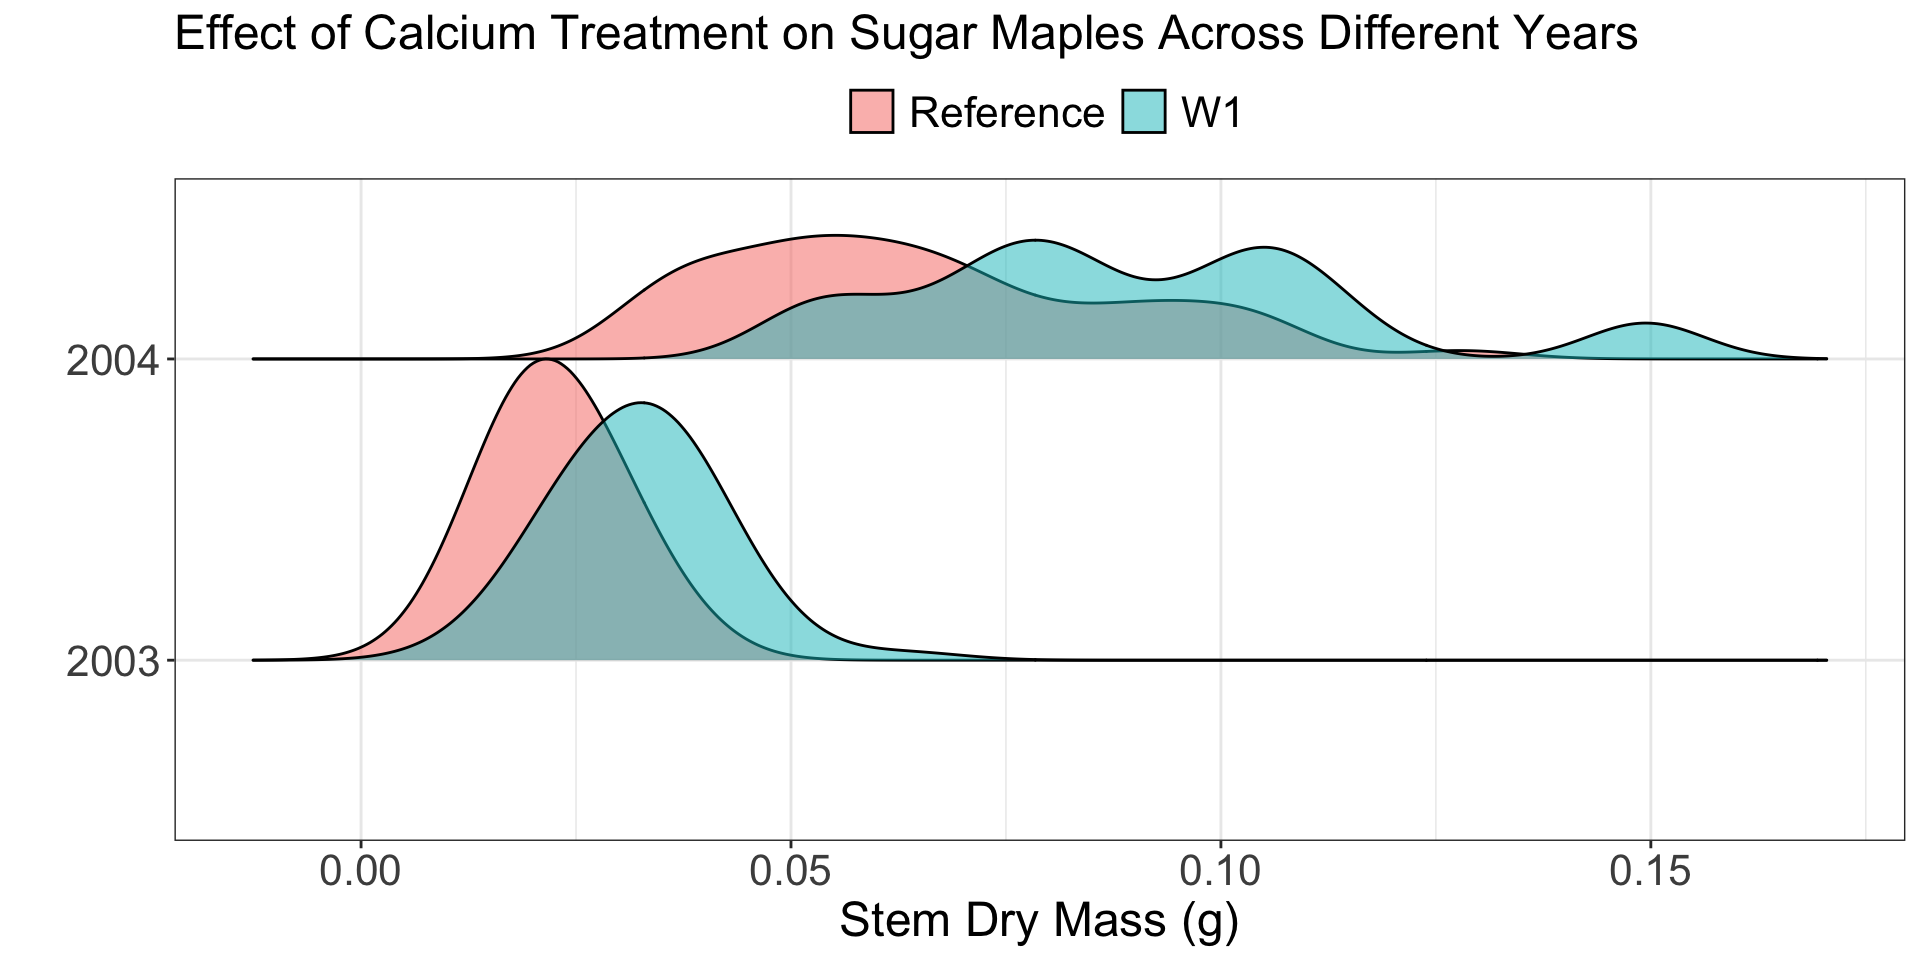 Effect of Calcium Treatment on Sugar Maples Across Different Years
Reference W1
2004
2003
0.00 0.05 0.10 0.15
Stem Dry Mass (g)